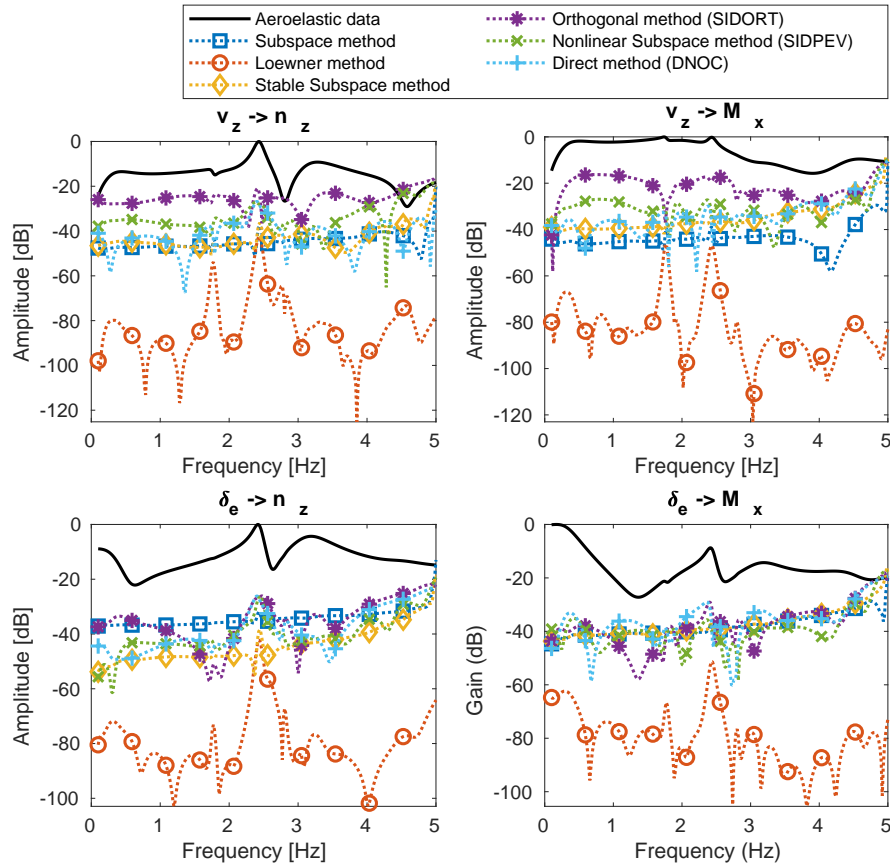 Aeroelastic data
Subspace method
Loewner method
Stable Subspace method
Orthogonal method (SIDORT)
Nonlinear Subspace method (SIDPEV)
Direct method (DNOC)
v_z -> n_z
0
-20
-40
-60
-80
-100
-120
Amplitude [dB]
0 1 2 3 4 5
Frequency [Hz]
v_z -> M_x
0
-20
-40
-60
-80
-100
-120
Amplitude [dB]
0 1 2 3 4 5
Frequency [Hz]
δ_e -> n_z
0
-20
-40
-60
-80
-100
Amplitude [dB]
0 1 2 3 4 5
Frequency [Hz]
δ_e -> M_x
0
-20
-40
-60
-80
-100
Gain (dB)
0 1 2 3 4 5
Frequency (Hz)